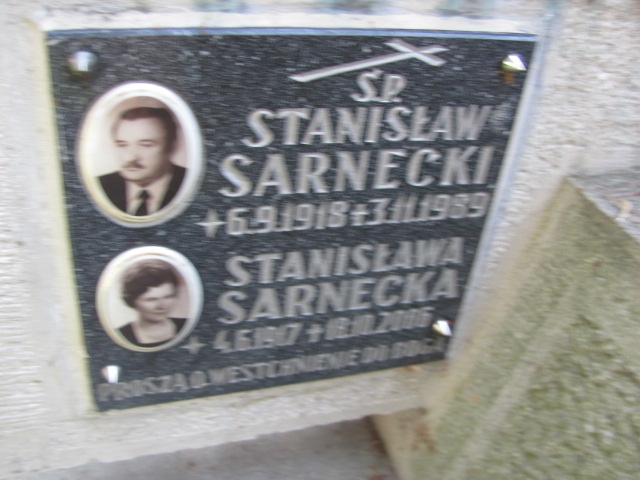 Ś.P.
STANISŁAW
SARNECKI
+6.9.1918+3.11.1989
STANISŁAWA
SARNECKA
+4.6.1917 +18.10.2006
PROSZĄ O WESTCHNIENIE DO BOGA